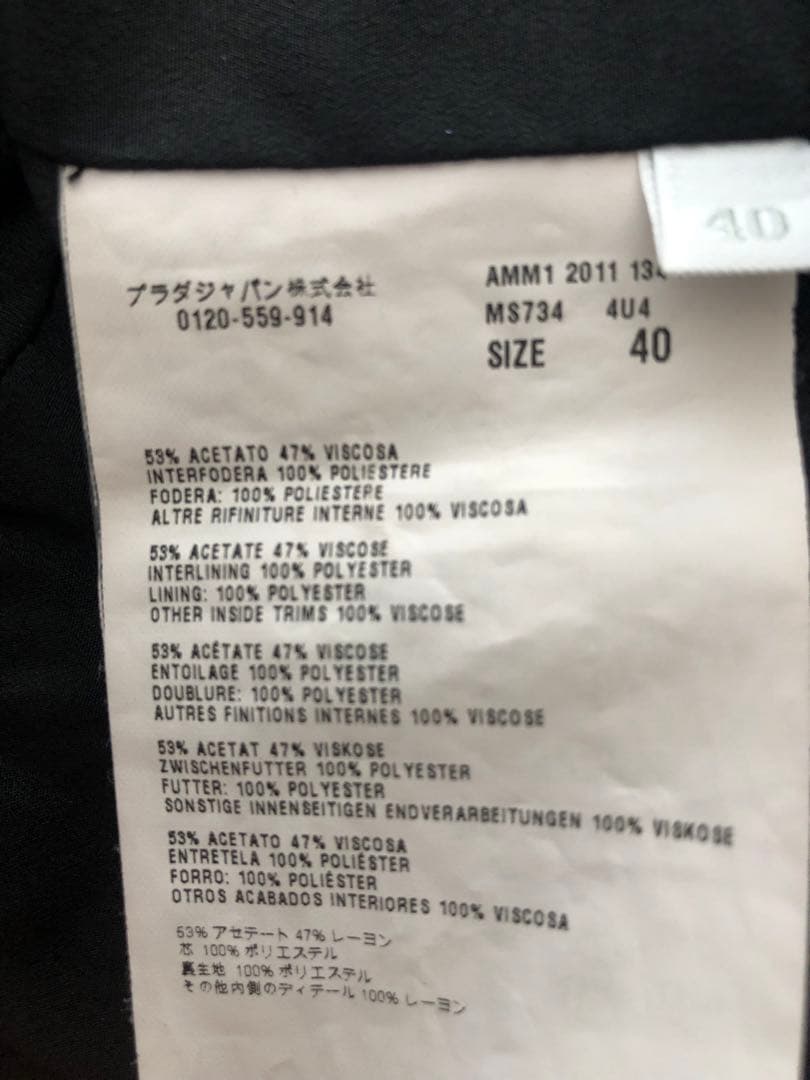 40
プラダジャパン株式会社
0120-559-914
AMM1 2011
MS734 4U4
SIZE 40
53% ACETATO 47% VISCOSA
INTERFODERA 100% POLIESTERE
FODERA: 100% POLIESTERE
ALTRE RIFINITURE INTERNE 100% VISCOSA
53% ACETATE 47% VISCOSE
INTERLINING 100% POLYESTER
LINING: 100% POLYESTER
OTHER INSIDE TRIMS 100% VISCOSE
53% ACÉTATE 47% VISCOSE
ENTOILAGE 100% POLYESTER
DOUBLURE: 100% POLYESTER
AUTRES FINITIONS INTERNES 100% VISCOSE
53% ACETAT 47% VISKOSE
ZWISCHENFUTTER 100% POLYESTER
FUTTER: 100% POLYESTER
SONSTIGE INNENSEITIGEN ENDVERARBEITUNGEN 100% VISKOSE
53% ACETATO 47% VISCOSA
ENTRETELA 100% POLIÉSTER
FORRO: 100% POLIÉSTER
OTROS ACABADOS INTERIORES 100% VISCOSA
53% アセテート 47% レーヨン
芯 100% ポリエステル
裏生地 100% ポリエステル
その他内側のディテール 100% レーヨン